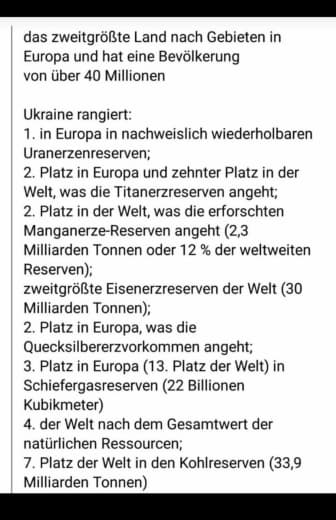 das zweitgrößte Land nach Gebieten in
Europa und hat eine Bevölkerung
von über 40 Millionen
Ukraine rangiert:
1. in Europa in nachweislich wiederholbaren
Uranerzenreserven;
2. Platz in Europa und zehnter Platz in der
Welt, was die Titanerzreserven angeht;
2. Platz in der Welt, was die erforschten
Manganerze-Reserven angeht (2,3
Milliarden Tonnen oder 12 % der weltweiten
Reserven);
zweitgrößte Eisenerzreserven der Welt (30
Milliarden Tonnen);
2. Platz in Europa, was die
Quecksilbererzvorkommen angeht;
3. Platz in Europa (13. Platz der Welt) in
Schiefergasreserven (22 Billionen
Kubikmeter)
4. der Welt nach dem Gesamtwert der
natürlichen Ressourcen;
7. Platz der Welt in den Kohlreserven (33,9
Milliarden Tonnen)